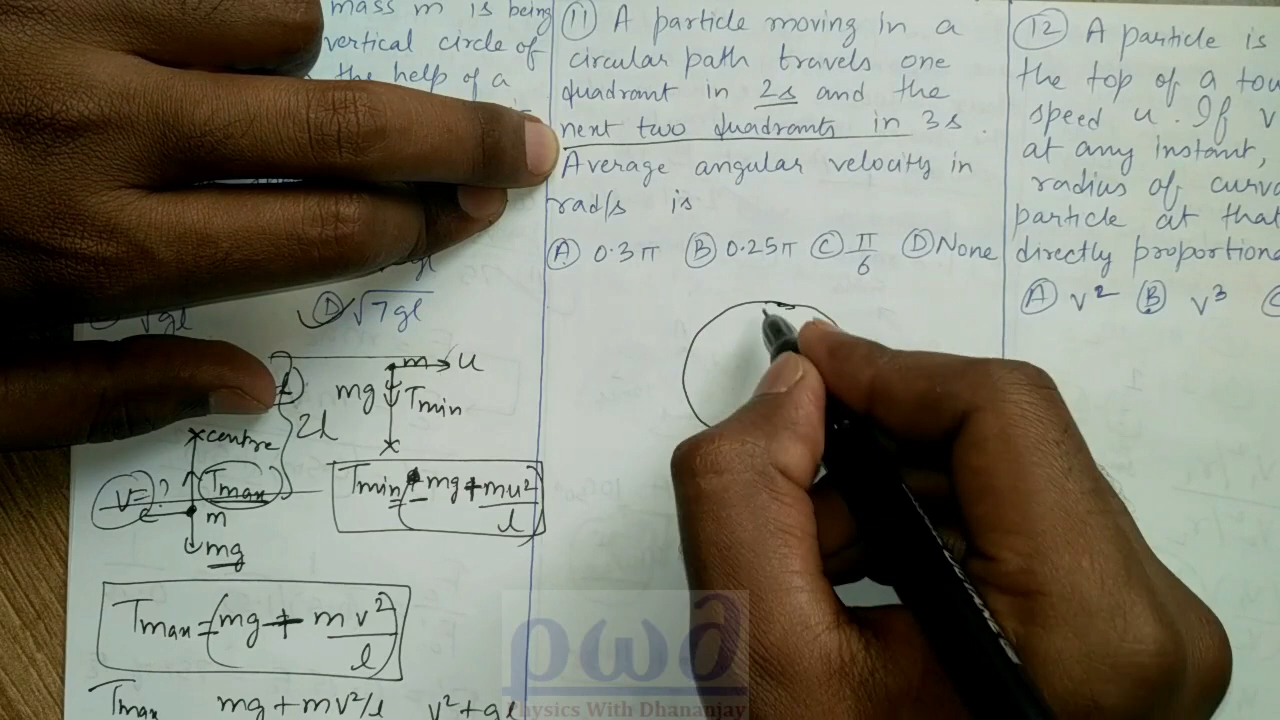 mass m is being
vertical circle of
the help of a
gl
Ⓓ √7gl
m → u
mg Tmin
2l
centre
Tmax
V=?
m
mg
Tmin = mg + mu²/l
Tmax = mg + mv²/l
Tmax mg+mv²/l v²+gl
⑪ A particle moving in a
circular path travels one
quadrant in 2s and the
next two quadrants in 3s.
Average angular velocity in
rad/s is
Ⓐ 0.3π Ⓑ 0.25π Ⓒ π/6 Ⓓ None
⑫ A particle is
the top of a
speed u. If v
at any instant,
radius of
particle at that
directly
Ⓐ v² Ⓑ v³
pwd
Physics With Dhananjay